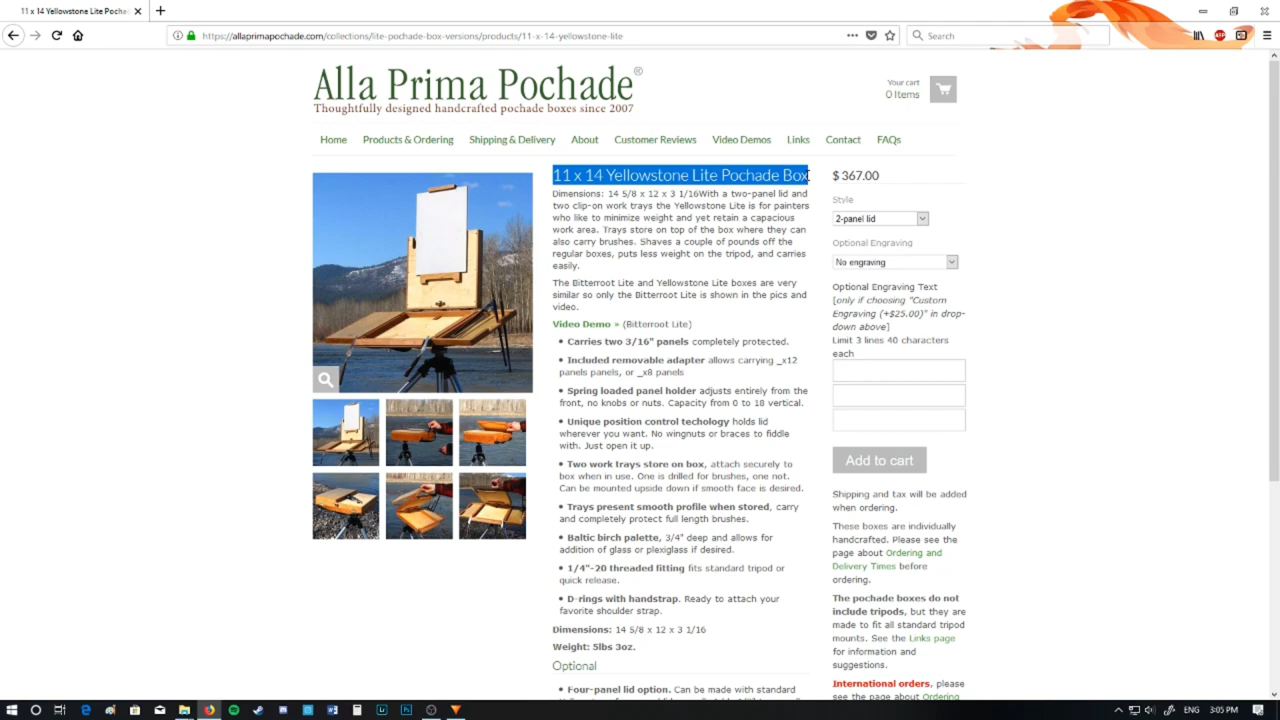 11 x 14 Yellowstone Lite Pochad
https://allaprimapochade.com/collections/lite-pochade-box-versions/products/11-x-14-yellowstone-lite
Search
Alla Prima Pochade®
Thoughtfully designed handcrafted pochade boxes since 2007
Your cart
0 Items
Home Products & Ordering Shipping & Delivery About Customer Reviews Video Demos Links Contact FAQs
11 x 14 Yellowstone Lite Pochade Box
Dimensions: 14 5/8 x 12 x 3 1/16With a two-panel lid and
two clip-on work trays the Yellowstone Lite is for painters
who like to minimize weight and yet retain a capacious
work area. Trays store on top of the box where they can
also carry brushes. Shaves a couple of pounds off the
regular boxes, puts less weight on the tripod, and carries
easily.
The Bitterroot Lite and Yellowstone Lite boxes are very
similar so only the Bitterroot Lite is shown in the pics and
video.
Video Demo » (Bitterroot Lite)
• Carries two 3/16" panels completely protected.
• Included removable adapter allows carrying _x12
panels panels, or _x8 panels
• Spring loaded panel holder adjusts entirely from the
front, no knobs or nuts. Capacity from 0 to 18 vertical.
• Unique position control techology holds lid
wherever you want. No wingnuts or braces to fiddle
with. Just open it up.
• Two work trays store on box, attach securely to
box when in use. One is drilled for brushes, one not.
Can be mounted upside down if smooth face is desired.
• Trays present smooth profile when stored, carry
and completely protect full length brushes.
• Baltic birch palette, 3/4" deep and allows for
addition of glass or plexiglass if desired.
• 1/4"-20 threaded fitting fits standard tripod or
quick release.
• D-rings with handstrap. Ready to attach your
favorite shoulder strap.
Dimensions: 14 5/8 x 12 x 3 1/16
Weight: 5lbs 3oz.
Optional
• Four-panel lid option. Can be made with standard
$ 367.00
Style
2-panel lid
Optional Engraving
No engraving
Optional Engraving Text
[only if choosing "Custom
Engraving (+$25.00)" in drop-
down above]
Limit 3 lines 40 characters
each
Add to cart
Shipping and tax will be added
when ordering.
These boxes are individually
handcrafted. Please see the
page about Ordering and
Delivery Times before
ordering.
The pochade boxes do not
include tripods, but they are
made to fit all standard tripod
mounts. See the Links page
for information and
suggestions.
International orders, please
see the page about Ordering
ENG 3:05 PM